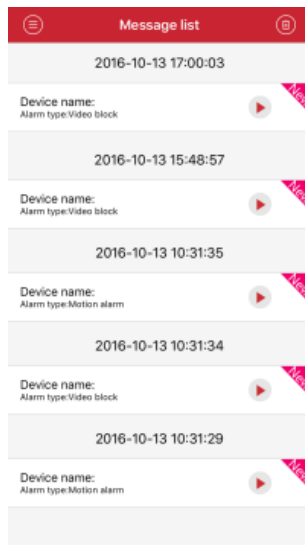 Message list
2016-10-13 17:00:03
New
Device name:
Alarm type:Video block
2016-10-13 15:48:57
New
Device name:
Alarm type:Video block
2016-10-13 10:31:35
New
Device name:
Alarm type:Motion alarm
2016-10-13 10:31:34
New
Device name:
Alarm type:Video block
2016-10-13 10:31:29
New
Device name:
Alarm type:Motion alarm